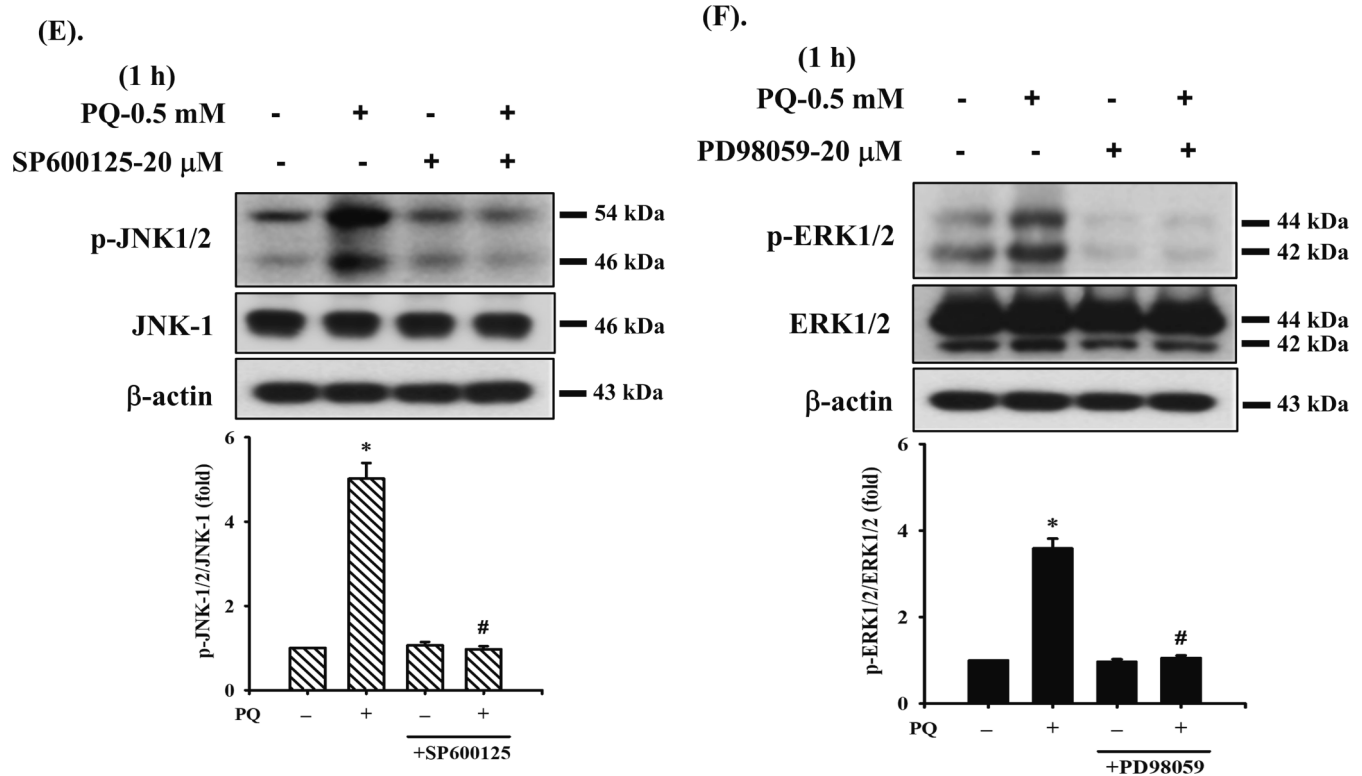 (E).
(1 h)
PQ-0.5 mM - + - +
SP600125-20 μM - - + +
p-JNK1/2
54 kDa
46 kDa
JNK-1
46 kDa
β-actin
43 kDa
p-JNK-1/2/JNK-1 (fold)
6
4
2
0
*
#
PQ – + – +
+SP600125
(F).
(1 h)
PQ-0.5 mM - + - +
PD98059-20 μM - - + +
p-ERK1/2
44 kDa
42 kDa
ERK1/2
44 kDa
42 kDa
β-actin
43 kDa
p-ERK1/2/ERK1/2 (fold)
6
4
2
0
*
#
PQ – + – +
+PD98059